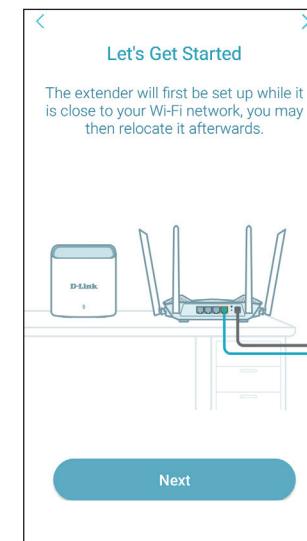 Let's Get Started
The extender will first be set up while it
is close to your Wi-Fi network, you may
then relocate it afterwards.
D-Link
Next